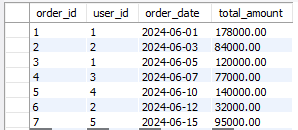 order_id user_id order_date total_amount
1 1 2024-06-01 178000.00
2 2 2024-06-03 84000.00
3 1 2024-06-05 120000.00
4 3 2024-06-07 77000.00
5 4 2024-06-10 140000.00
6 2 2024-06-12 32000.00
7 5 2024-06-15 95000.00